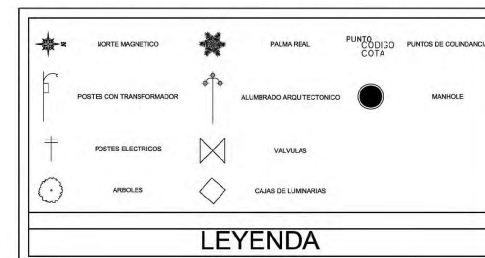 NORTE MAGNETICO
PALMA REAL
PUNTO
CODIGO
COTA
PUNTOS DE COLINDANCI
POSTES CON TRANSFORMADOR
ALUMBRADO ARQUITECTONICO
MANHOLE
POSTES ELECTRICOS
VALVULAS
ARBOLES
CAJAS DE LUMINARIAS
LEYENDA